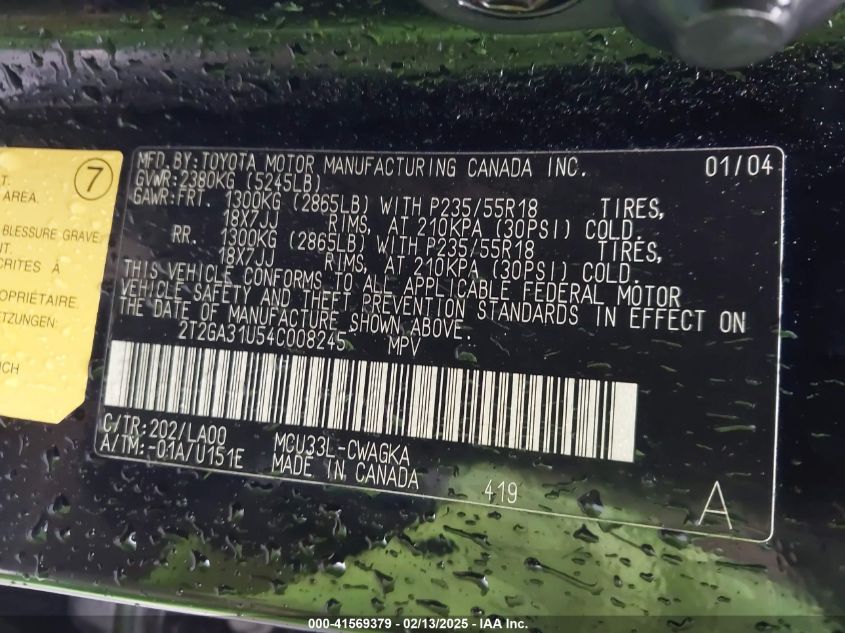 T.
AREA.
7
BLESSURE GRAVE,
NT.
CRITES À
OPRIÉTAIRE.
ETZUNGEN:
ICH
MFD. BY: TOYOTA MOTOR MANUFACTURING CANADA INC. 01/04
GVWR: 2380KG (5245LB)
GAWR: FRT. 1300KG (2865LB) WITH P235/55R18 TIRES,
18X7JJ RIMS, AT 210KPA (30PSI) COLD.
RR. 1300KG (2865LB) WITH P235/55R18 TIRES,
18X7JJ RIMS, AT 210KPA (30PSI) COLD.
THIS VEHICLE CONFORMS TO ALL APPLICABLE FEDERAL MOTOR
VEHICLE SAFETY AND THEFT PREVENTION STANDARDS IN EFFECT ON
THE DATE OF MANUFACTURE SHOWN ABOVE.
2T2GA31U54C008245 MPV
C/TR: 202/LA00 MCU33L-CWAGKA
A/TM: -01A/U151E MADE IN CANADA
419 A
000-41569379 - 02/13/2025 - IAA Inc.